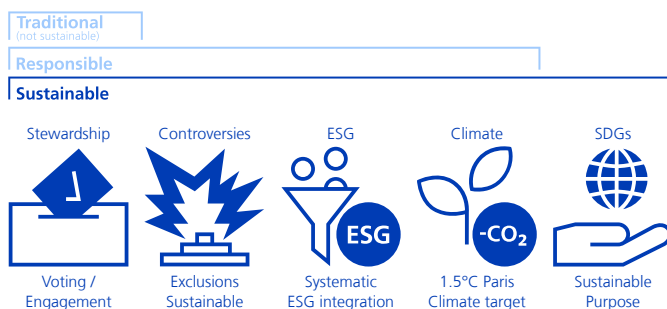 Traditional
(not sustainable)
Responsible
Sustainable
Stewardship
Controversies
ESG
Climate
SDGs
ESG
-CO₂
Voting /
Engagement
Exclusions
Sustainable
Systematic
ESG integration
1.5°C Paris
Climate target
Sustainable
Purpose